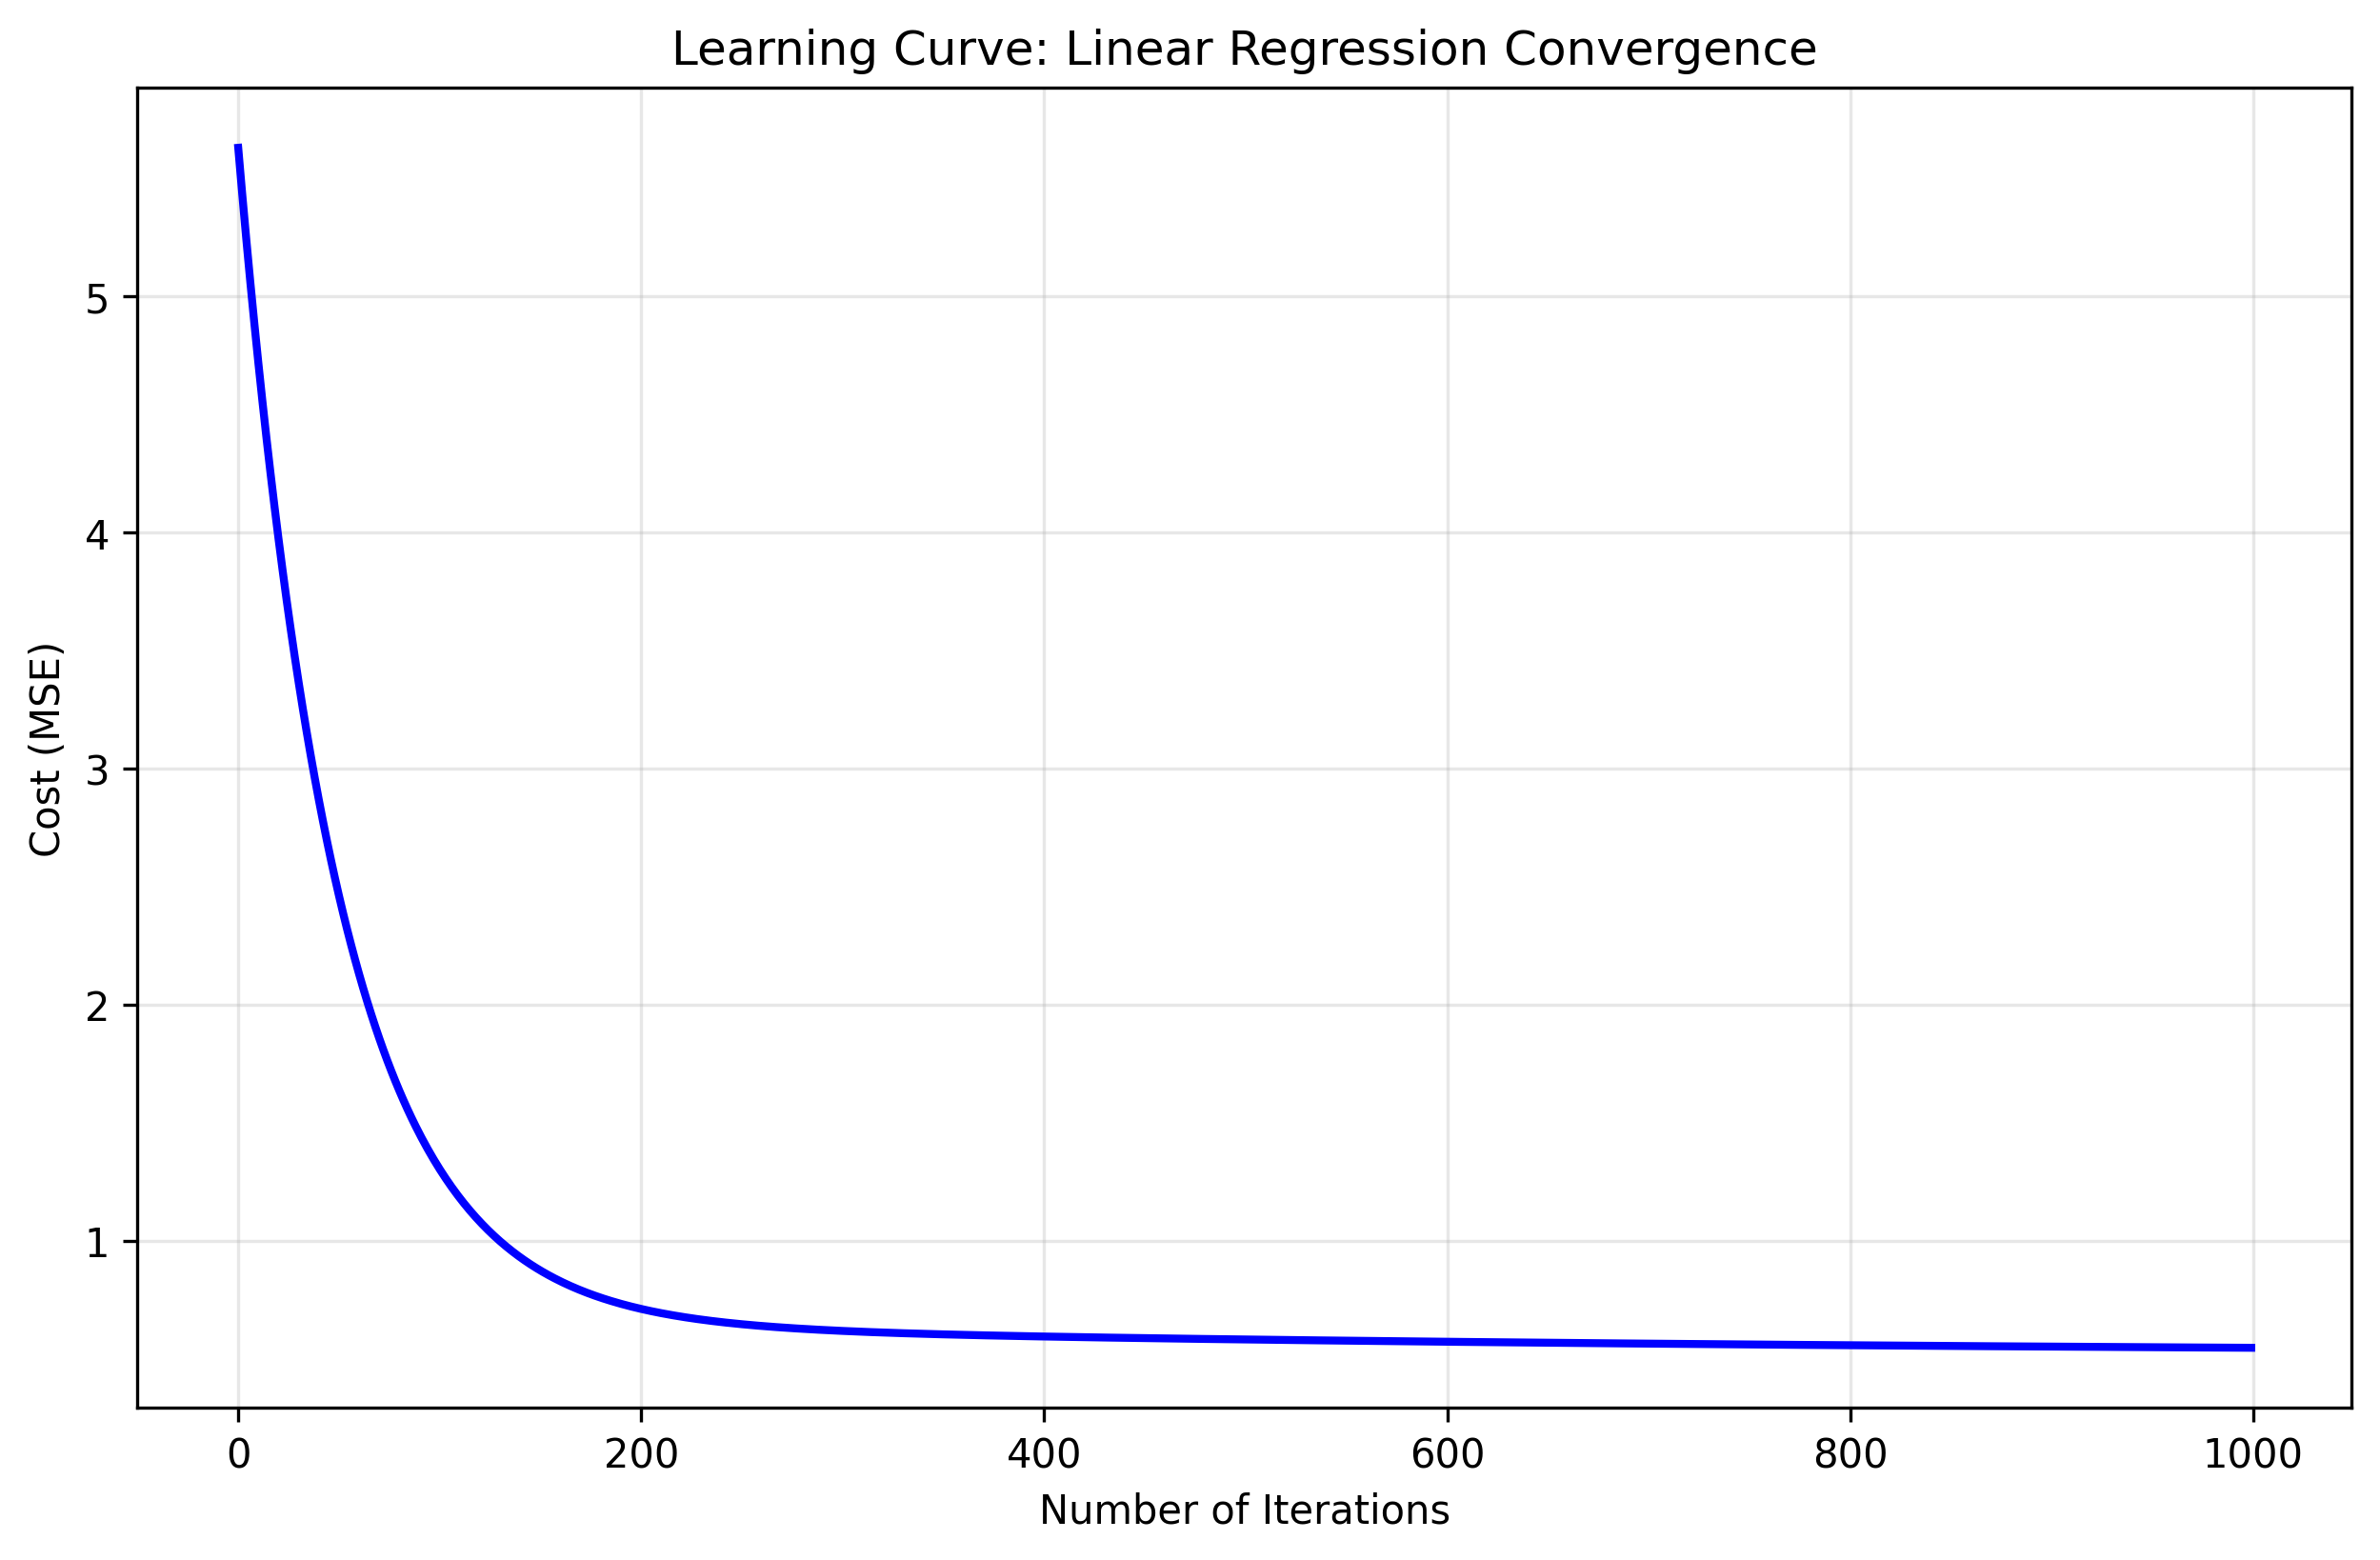 Learning Curve: Linear Regression Convergence
5
4
3
2
1
Cost (MSE)
0 200 400 600 800 1000
Number of Iterations